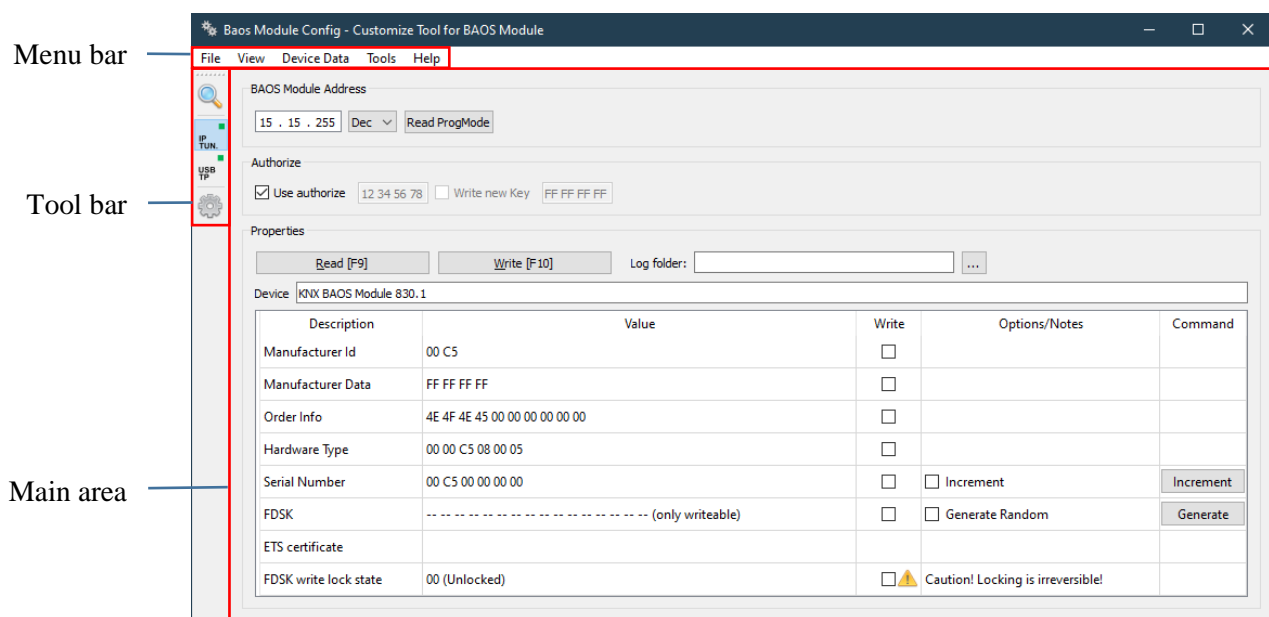 Baos Module Config - Customize Tool for BAOS Module
Menu bar
File View Device Data Tools Help
BAOS Module Address
15 . 15 . 255 Dec Read ProgMode
IP
TUN.
USB
TP
Authorize
Use authorize 12 34 56 78 Write new Key FF FF FF FF
Tool bar
Properties
Read [F9] Write [F10] Log folder: ...
Device KNX BAOS Module 830.1
Description Value Write Options/Notes Command
Manufacturer Id 00 C5
Manufacturer Data FF FF FF FF
Order Info 4E 4F 4E 45 00 00 00 00 00 00
Hardware Type 00 00 C5 08 00 05
Main area
Serial Number 00 C5 00 00 00 00 Increment Increment
FDSK -- -- -- -- -- -- -- -- -- -- -- -- -- -- -- -- (only writeable) Generate Random Generate
ETS certificate
FDSK write lock state 00 (Unlocked) Caution! Locking is irreversible!